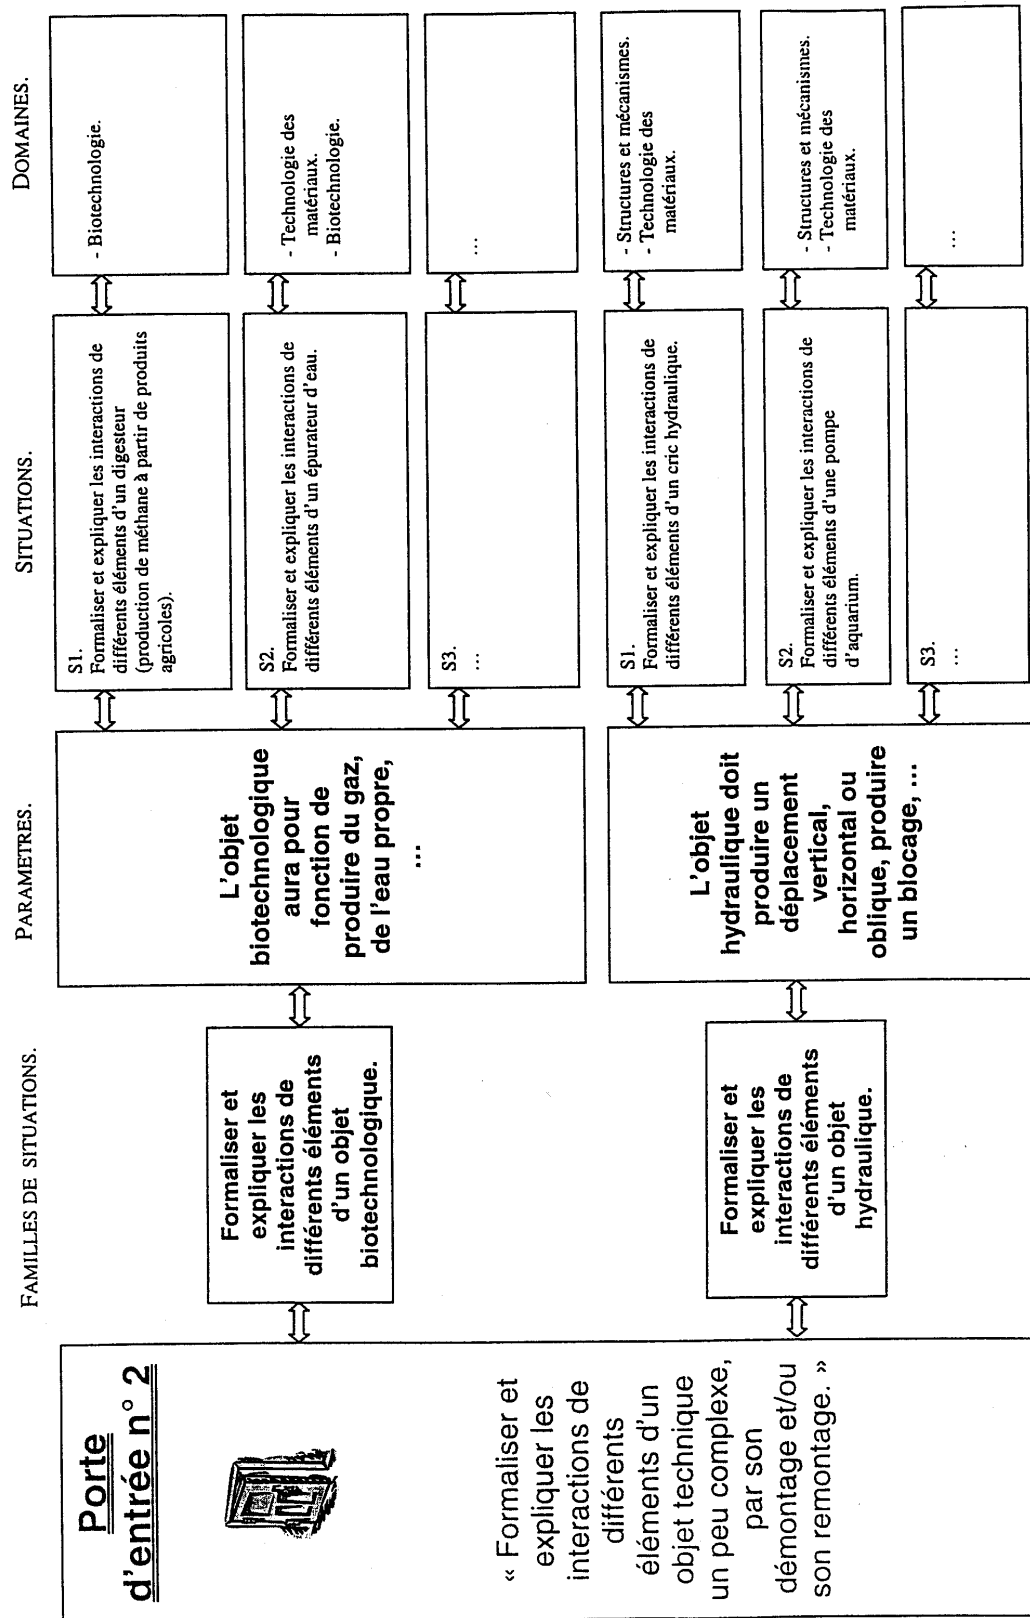 Porte
d'entrée n° 2
« Formaliser et
expliquer les
interactions de
différents
éléments d'un
objet technique
un peu complexe,
par son
démontage et/ou
son remontage. »
FAMILLES DE SITUATIONS.
Formaliser et
expliquer les
interactions de
différents éléments
d'un objet
biotechnologique.
Formaliser et
expliquer les
interactions de
différents éléments
d'un objet
hydraulique.
PARAMETRES.
L'objet
biotechnologique
aura pour
fonction de
produire du gaz,
de l'eau propre,
...
L'objet
hydraulique doit
produire un
déplacement
vertical,
horizontal ou
oblique, produire
un blocage, ...
SITUATIONS.
S1.
Formaliser et expliquer les interactions de
différents éléments d'un digesteur
(production de méthane à partir de produits
agricoles).
S2.
Formaliser et expliquer les interactions de
différents éléments d'un épurateur d'eau.
S3.
...
S1.
Formaliser et expliquer les interactions de
différents éléments d'un cric hydraulique.
S2.
Formaliser et expliquer les interactions de
différents éléments d'une pompe
d'aquarium.
S3.
...
DOMAINES.
- Biotechnologie.
- Technologie des
matériaux.
- Biotechnologie.
...
- Structures et mécanismes.
- Technologie des
matériaux.
- Structures et mécanismes.
- Technologie des
matériaux.
...